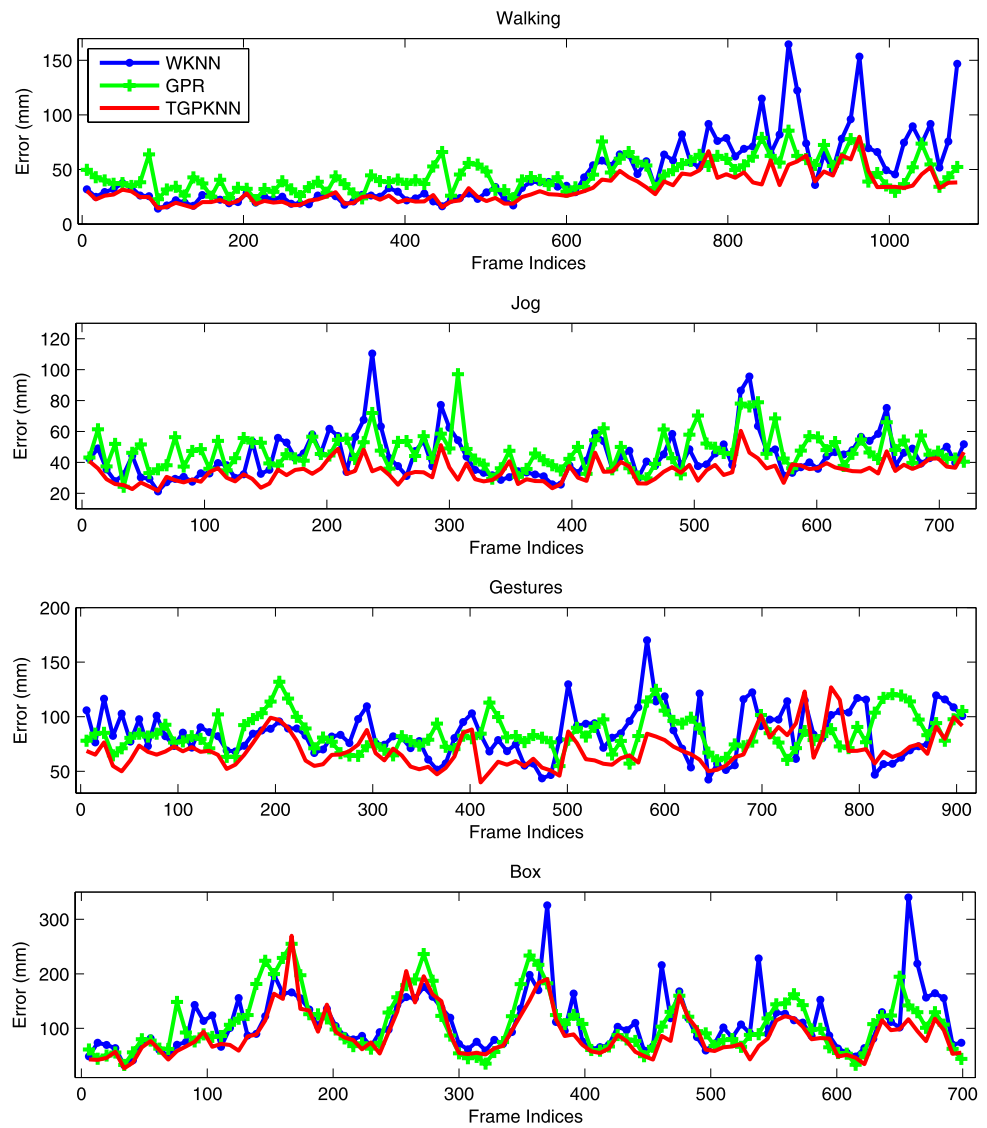 Walking
150
100
50
0
Error (mm)
WKNN
GPR
TGPKNN
0 200 400 600 800 1000
Frame Indices
Jog
120
100
80
60
40
20
Error (mm)
0 100 200 300 400 500 600 700
Frame Indices
Gestures
200
150
100
50
Error (mm)
0 100 200 300 400 500 600 700 800 900
Frame Indices
Box
300
200
100
Error (mm)
0 100 200 300 400 500 600 700
Frame Indices